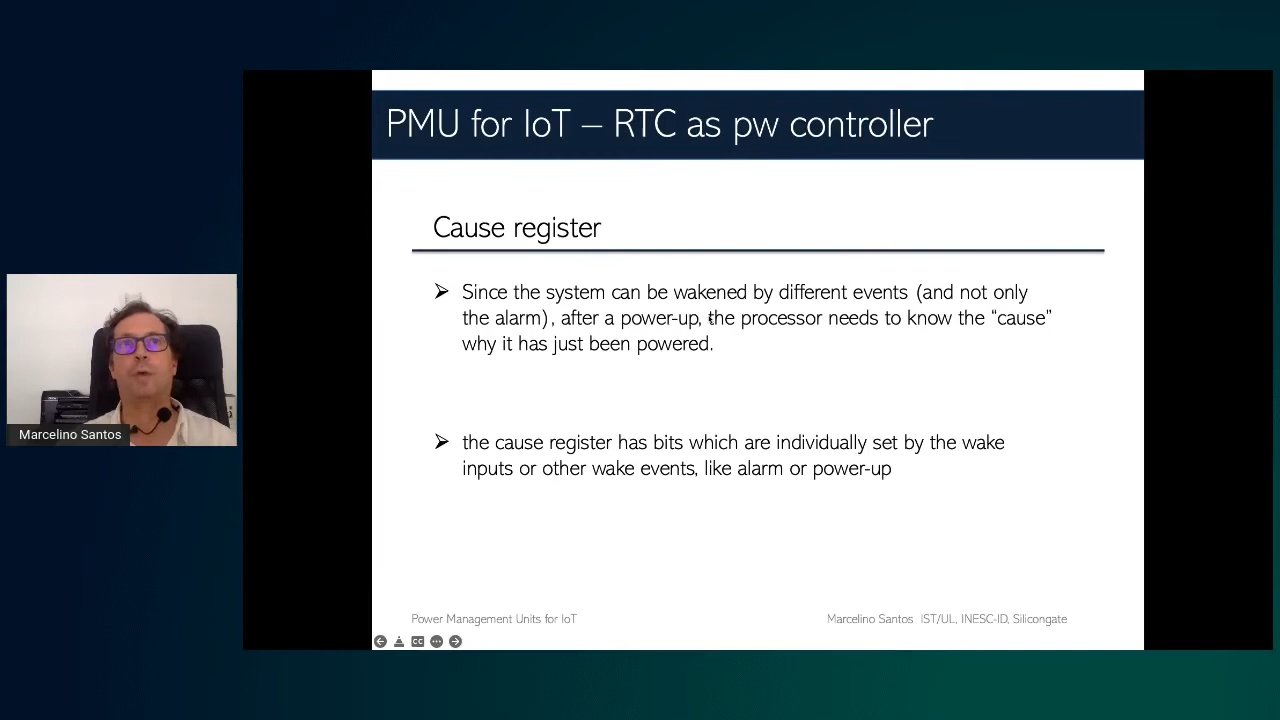 PMU for IoT – RTC as pw controller
Cause register
➢ Since the system can be wakened by different events (and not only
the alarm), after a power-up, the processor needs to know the “cause”
why it has just been powered.
➢ the cause register has bits which are individually set by the wake
inputs or other wake events, like alarm or power-up
Marcelino Santos
Power Management Units for IoT
Marcelino Santos IST/UL, INESC-ID, Silicongate
CC